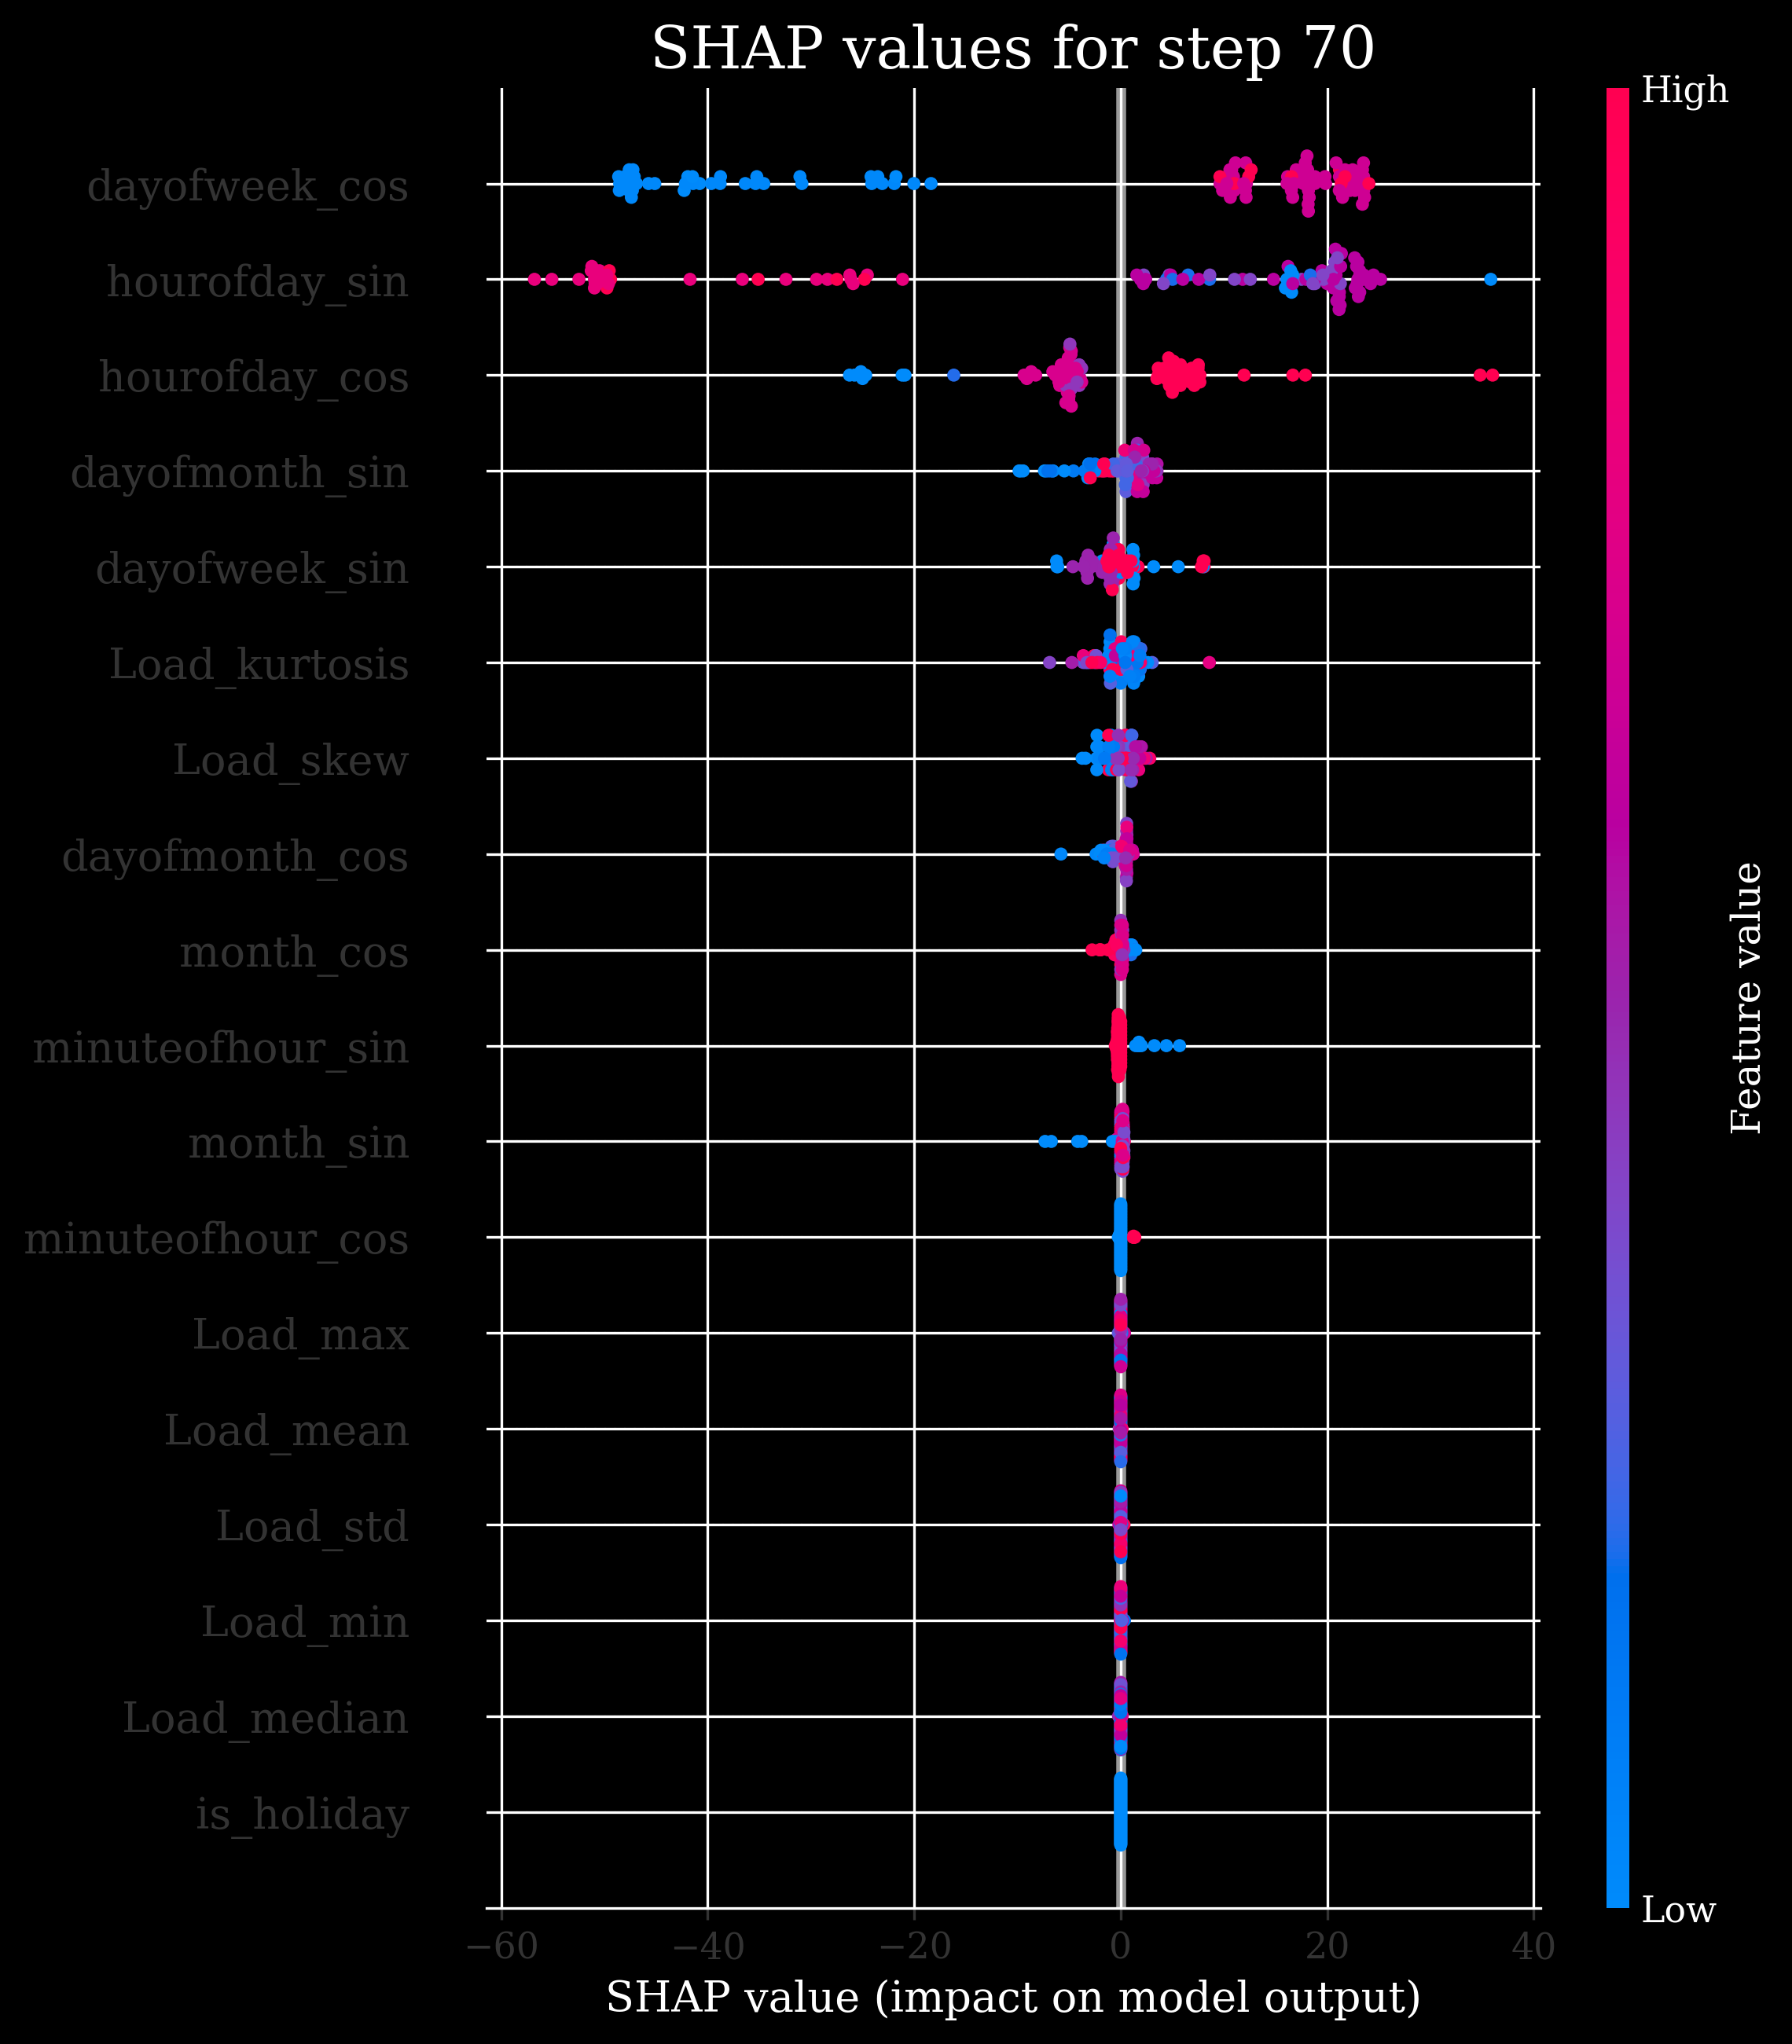 SHAP values for step 70
High
dayofweek_cos
hourofday_sin
hourofday_cos
dayofmonth_sin
dayofweek_sin
Load_kurtosis
Load_skew
dayofmonth_cos
month_cos
minuteofhour_sin
month_sin
minuteofhour_cos
Load_max
Load_mean
Load_std
Load_min
Load_median
is_holiday
Feature value
Low
−60 −40 −20 0 20 40
SHAP value (impact on model output)